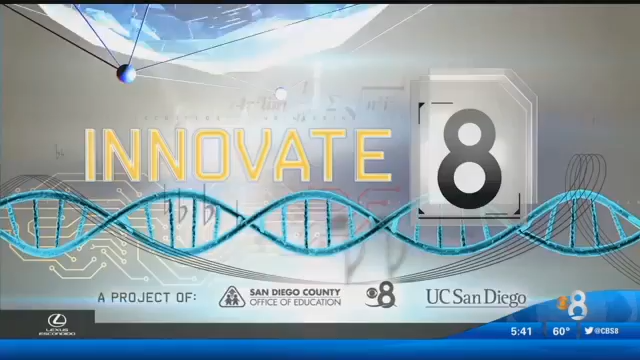 INNOVATE 8
A PROJECT OF:
SAN DIEGO COUNTY
OFFICE OF EDUCATION
8
UC San Diego
8
LEXUS
ESCONDIDO
5:41
60°
@CBS8